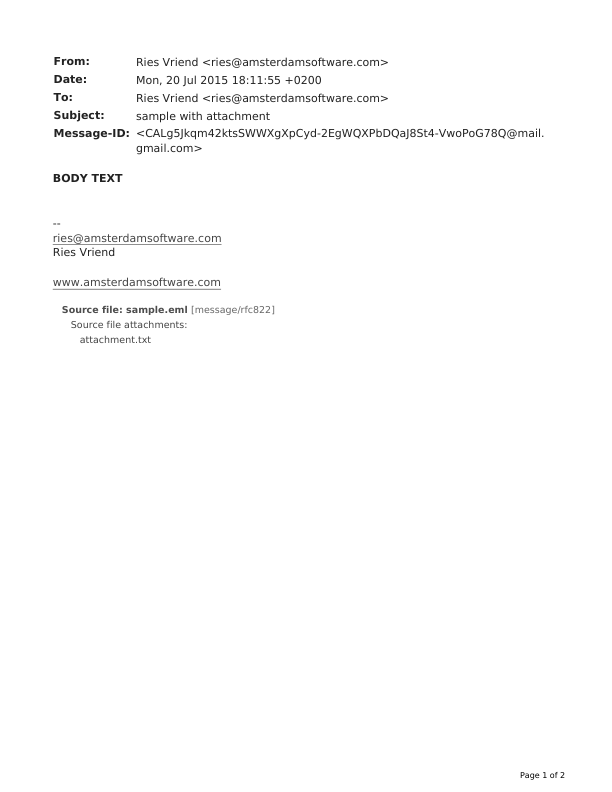 From: Ries Vriend <ries@amsterdamsoftware.com>
Date: Mon, 20 Jul 2015 18:11:55 +0200
To: Ries Vriend <ries@amsterdamsoftware.com>
Subject: sample with attachment
Message-ID: <CALg5Jkqm42ktsSWWXgXpCyd-2EgWQXPbDQaJ8St4-VwoPoG78Q@mail.
gmail.com>
BODY TEXT
--
ries@amsterdamsoftware.com
Ries Vriend
www.amsterdamsoftware.com
Source file: sample.eml [message/rfc822]
Source file attachments:
attachment.txt
Page 1 of 2